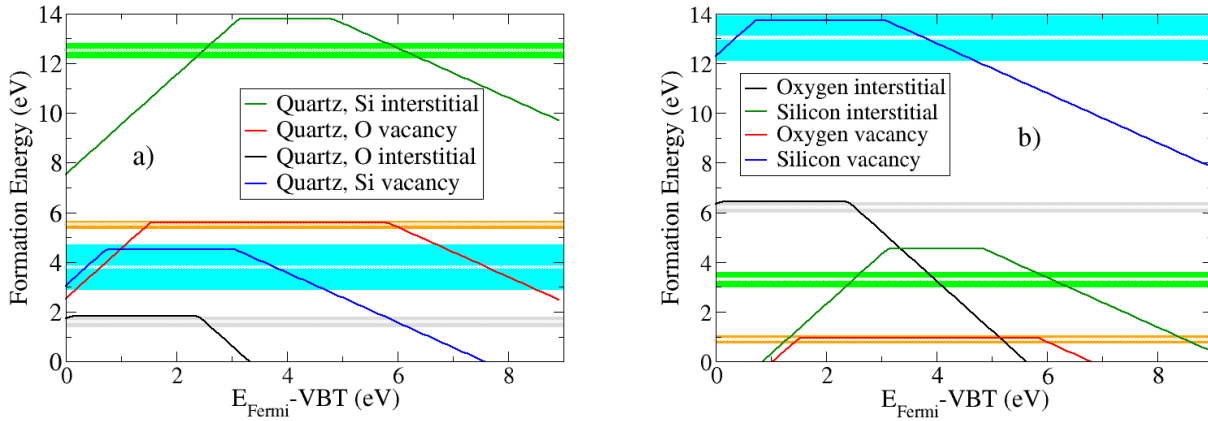 14
12
10
8
6
4
2
0
Formation Energy (eV)
a)
Quartz, Si interstitial
Quartz, O vacancy
Quartz, O interstitial
Quartz, Si vacancy
0 2 4 6 8
E_Fermi-VBT (eV)
14
12
10
8
6
4
2
0
Formation Energy (eV)
Oxygen interstitial
Silicon interstitial
Oxygen vacancy
Silicon vacancy
b)
0 2 4 6 8
E_Fermi-VBT (eV)